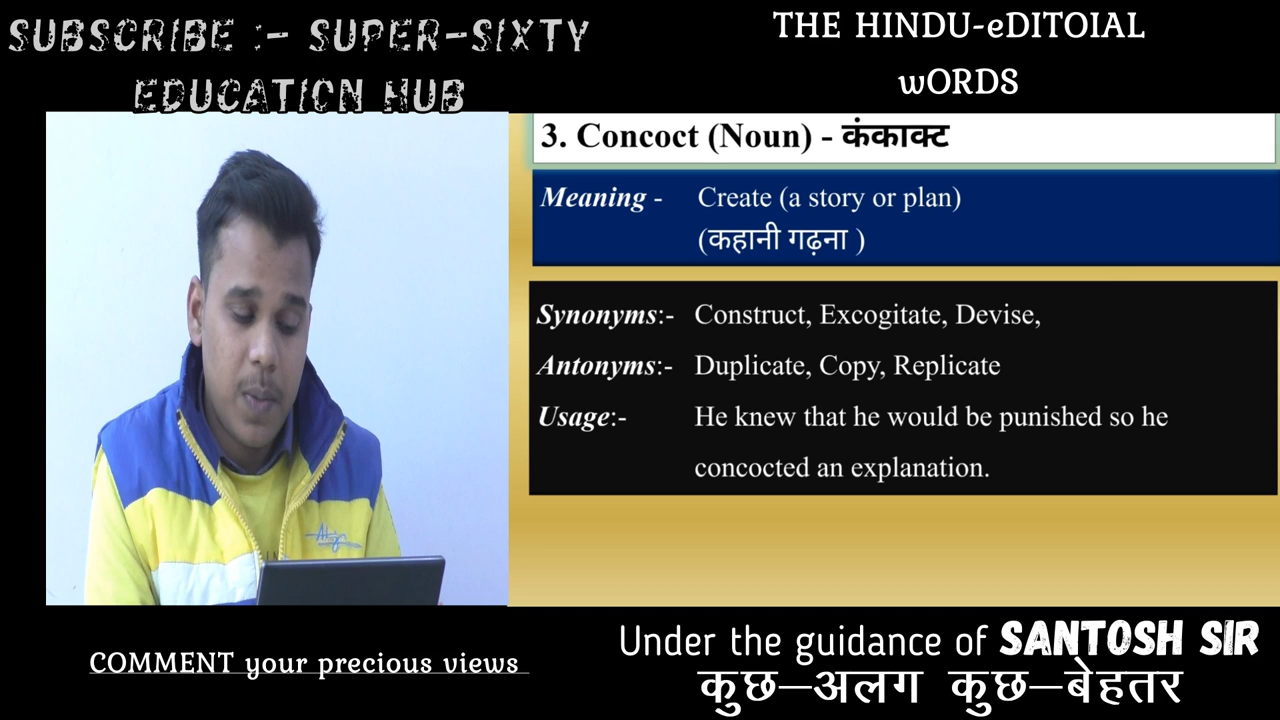 SUBSCRIBE :- SUPER-SIXTY
EDUCATION HUB
THE HINDU-eDITOIAL
wORDS
3. Concoct (Noun) - कंकाक्ट
Meaning - Create (a story or plan)
(कहानी गढ़ना )
Synonyms:- Construct, Excogitate, Devise,
Antonyms:- Duplicate, Copy, Replicate
Usage:- He knew that he would be punished so he
concocted an explanation.
COMMENT your precious views
Under the guidance of SANTOSH SIR
कुछ–अलग कुछ–बेहतर